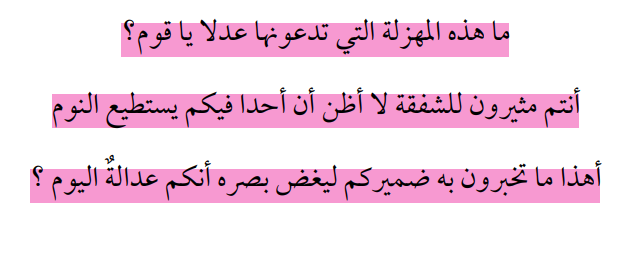 ما هذه المهزلة التي تدعونها عدلا يا قوم؟
أنتم مثيرون للشفقة لا أظن أن أحدا فيكم يستطيع النوم
أهذا ما تخبرون به ضميركم ليغض بصره أنكم عدالةٌ اليوم ؟